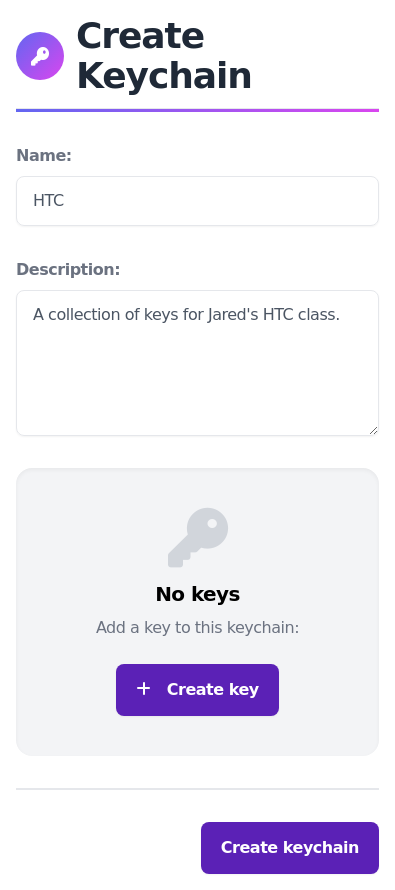 Create
Keychain
Name:
HTC
Description:
A collection of keys for Jared's HTC class.
No keys
Add a key to this keychain:
+ Create key
Create keychain